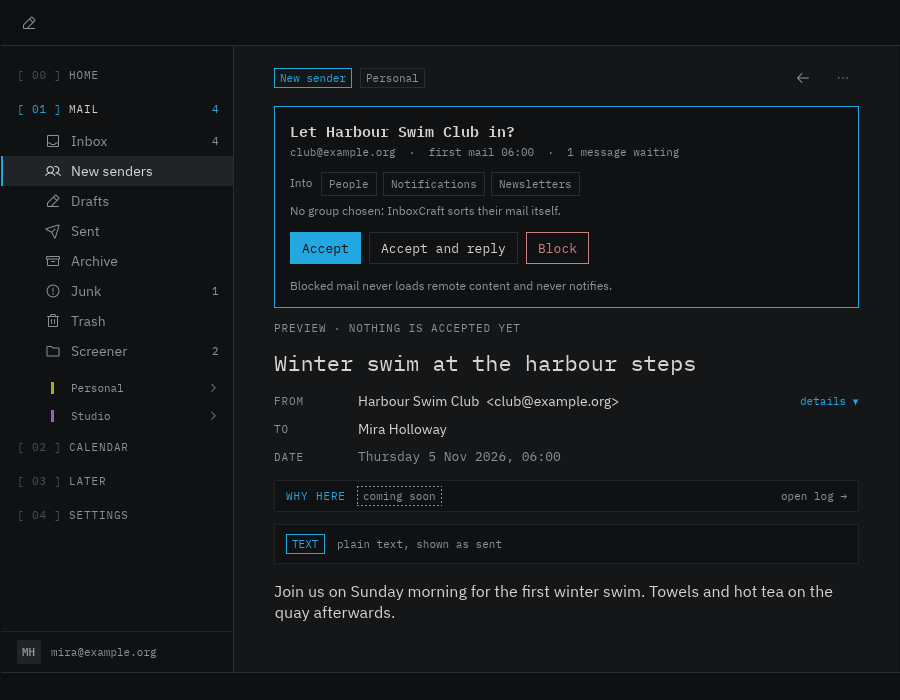 [ 00 ] HOME
[ 01 ] MAIL 4
Inbox 4
New senders
Drafts
Sent
Archive
Junk 1
Trash
Screener 2
Personal
Studio
[ 02 ] CALENDAR
[ 03 ] LATER
[ 04 ] SETTINGS
MH mira@example.org
New sender Personal
Let Harbour Swim Club in?
club@example.org · first mail 06:00 · 1 message waiting
Into People Notifications Newsletters
No group chosen: InboxCraft sorts their mail itself.
Accept Accept and reply Block
Blocked mail never loads remote content and never notifies.
PREVIEW · NOTHING IS ACCEPTED YET
Winter swim at the harbour steps
FROM Harbour Swim Club <club@example.org> details ▾
TO Mira Holloway
DATE Thursday 5 Nov 2026, 06:00
WHY HERE coming soon open log →
TEXT plain text, shown as sent
Join us on Sunday morning for the first winter swim. Towels and hot tea on the
quay afterwards.